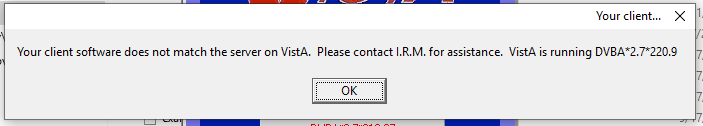 Your client...
Your client software does not match the server on VistA.  Please contact I.R.M. for assistance.  VistA is running DVBA*2.7*220.9
OK